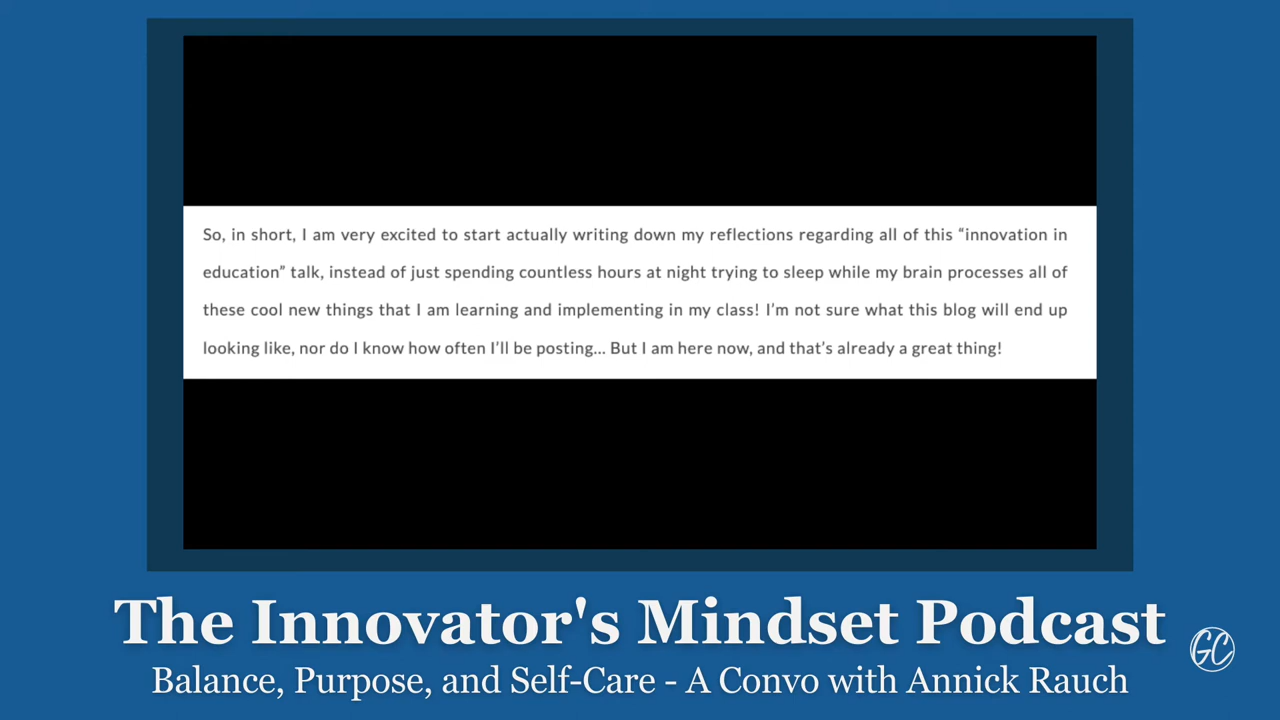 So, in short, I am very excited to start actually writing down my reflections regarding all of this “innovation in
education” talk, instead of just spending countless hours at night trying to sleep while my brain processes all of
these cool new things that I am learning and implementing in my class! I’m not sure what this blog will end up
looking like, nor do I know how often I’ll be posting... But I am here now, and that’s already a great thing!
The Innovator's Mindset Podcast
GC
Balance, Purpose, and Self-Care - A Convo with Annick Rauch